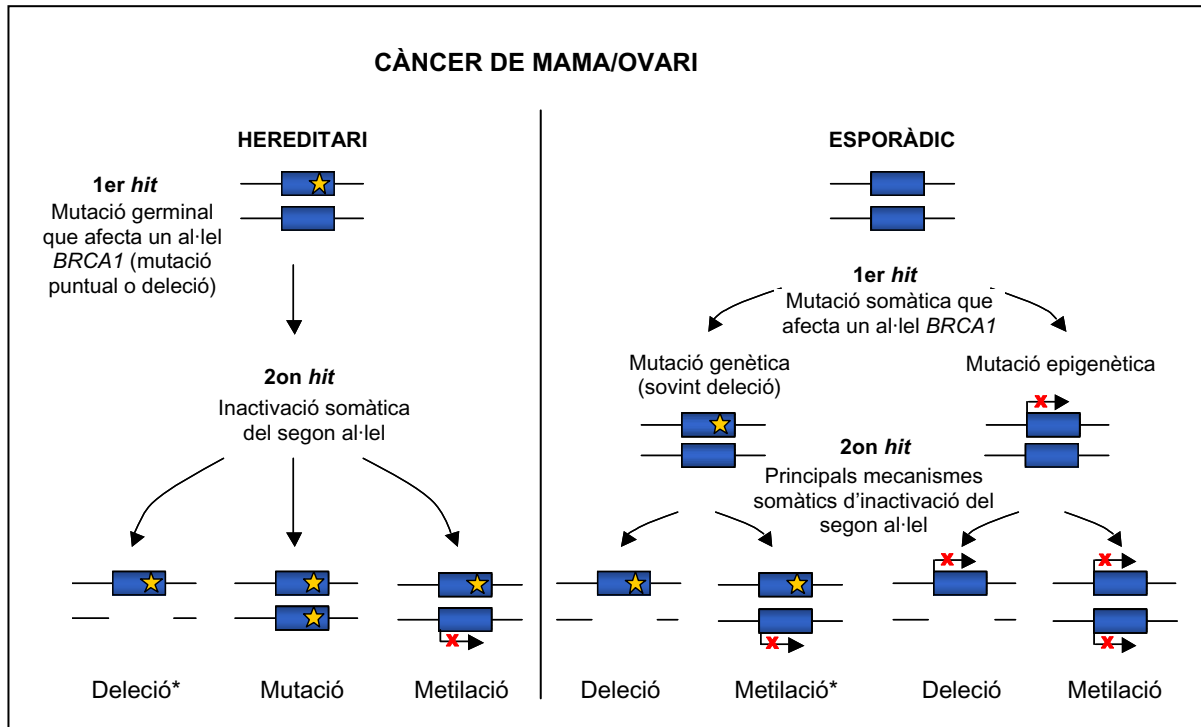 CÀNCER DE MAMA/OVARI
HEREDITARI
1er hit
Mutació germinal
que afecta un al·lel
BRCA1 (mutació
puntual o deleció)
2on hit
Inactivació somàtica
del segon al·lel
Deleció*
Mutació
Metilació
ESPORÀDIC
1er hit
Mutació somàtica que
afecta un al·lel BRCA1
Mutació genètica
(sovint deleció)
Mutació epigenètica
2on hit
Principals mecanismes
somàtics d'inactivació del
segon al·lel
Deleció
Metilació*
Deleció
Metilació